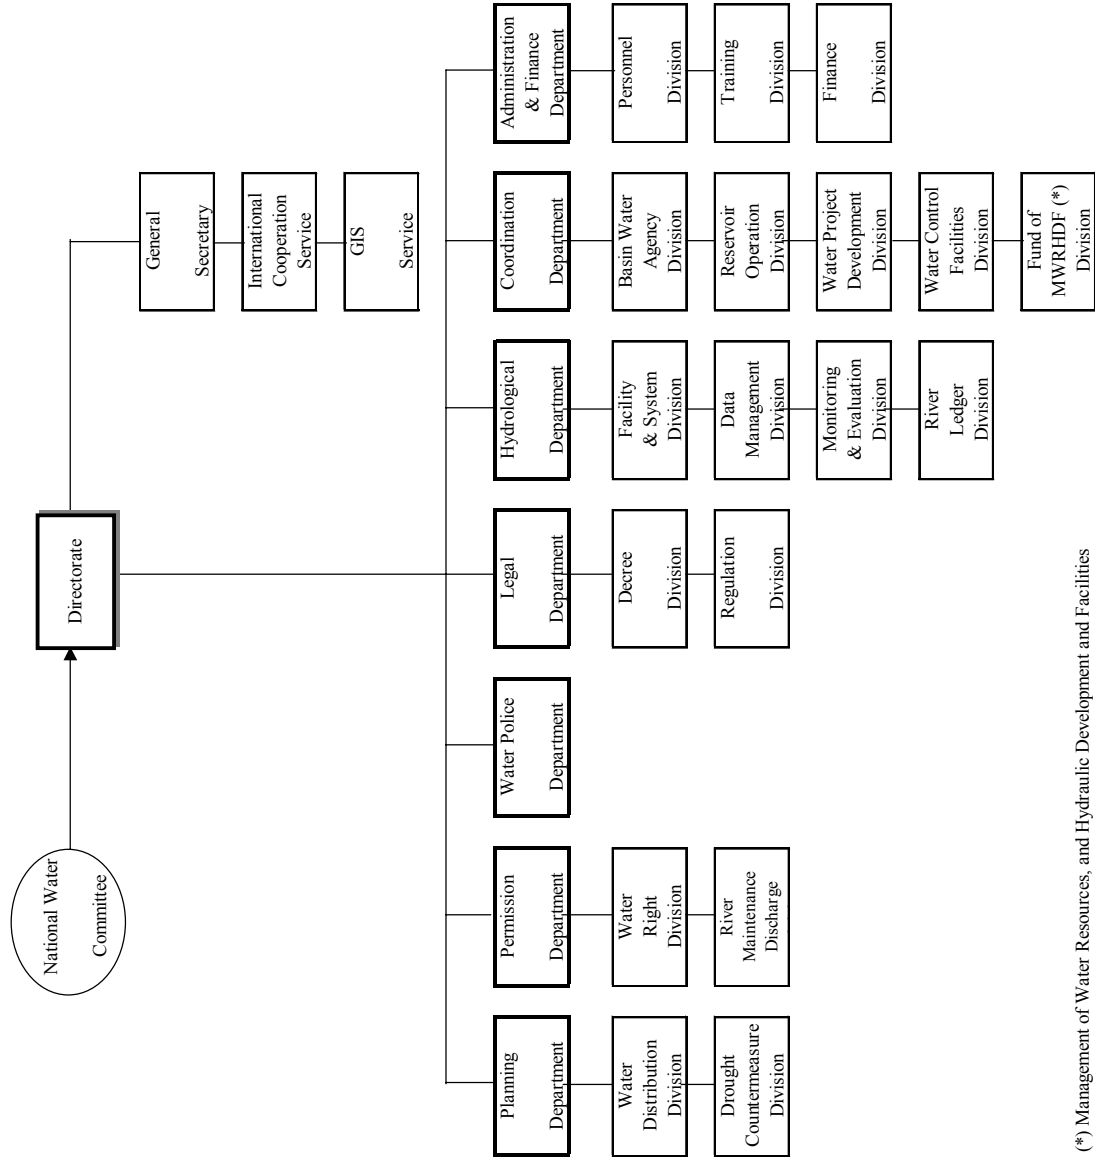 National Water
Committee
Directorate
General
Secretary
International
Cooperation
Service
GIS
Service
Planning
Department
Water
Distribution
Division
Drought
Countermeasure
Division
Permission
Department
Water
Right
Division
River
Maintenance
Discharge
Water Police
Department
Legal
Department
Decree
Division
Regulation
Division
Hydrological
Department
Facility
& System
Division
Data
Management
Division
Monitoring
& Evaluation
Division
River
Ledger
Division
Coordination
Department
Basin Water
Agency
Division
Reservoir
Operation
Division
Water Project
Development
Division
Water Control
Facilities
Division
Fund of
MWRHDF (*)
Division
Administration
& Finance
Department
Personnel
Division
Training
Division
Finance
Division
(*) Management of Water Resources, and Hydraulic Development and Facilities